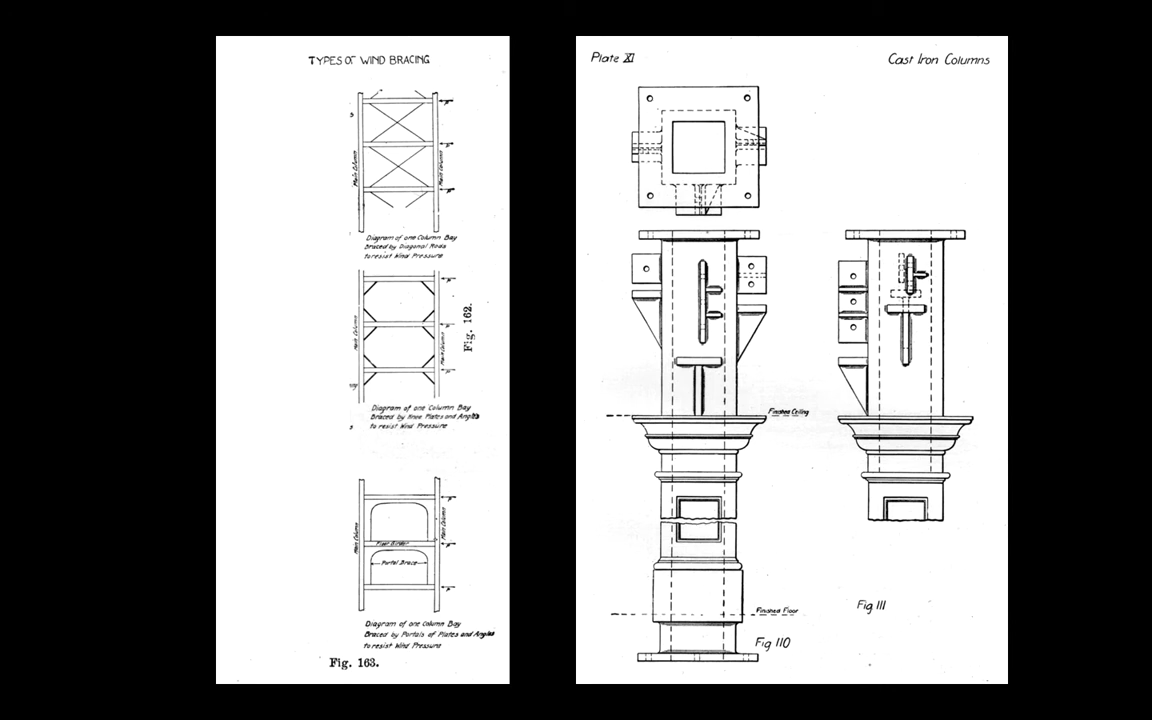 TYPES OF WIND BRACING
Main Column
Main Column
Diagram of one Column Bay
Braced by Diagonal Rods
to resist Wind Pressure
Main Column
Main Column
Fig. 162.
Diagram of one Column Bay
Braced by Knee Plates and Angles
to resist Wind Pressure
Main Column
Main Column
Floor Girder
Portal Brace
Diagram of one Column Bay
Braced by Portals of Plates and Angles
to resist Wind Pressure
Fig. 163.
Plate XI
Cast Iron Columns
Finished Ceiling
Finished Floor
Fig 110
Fig 111